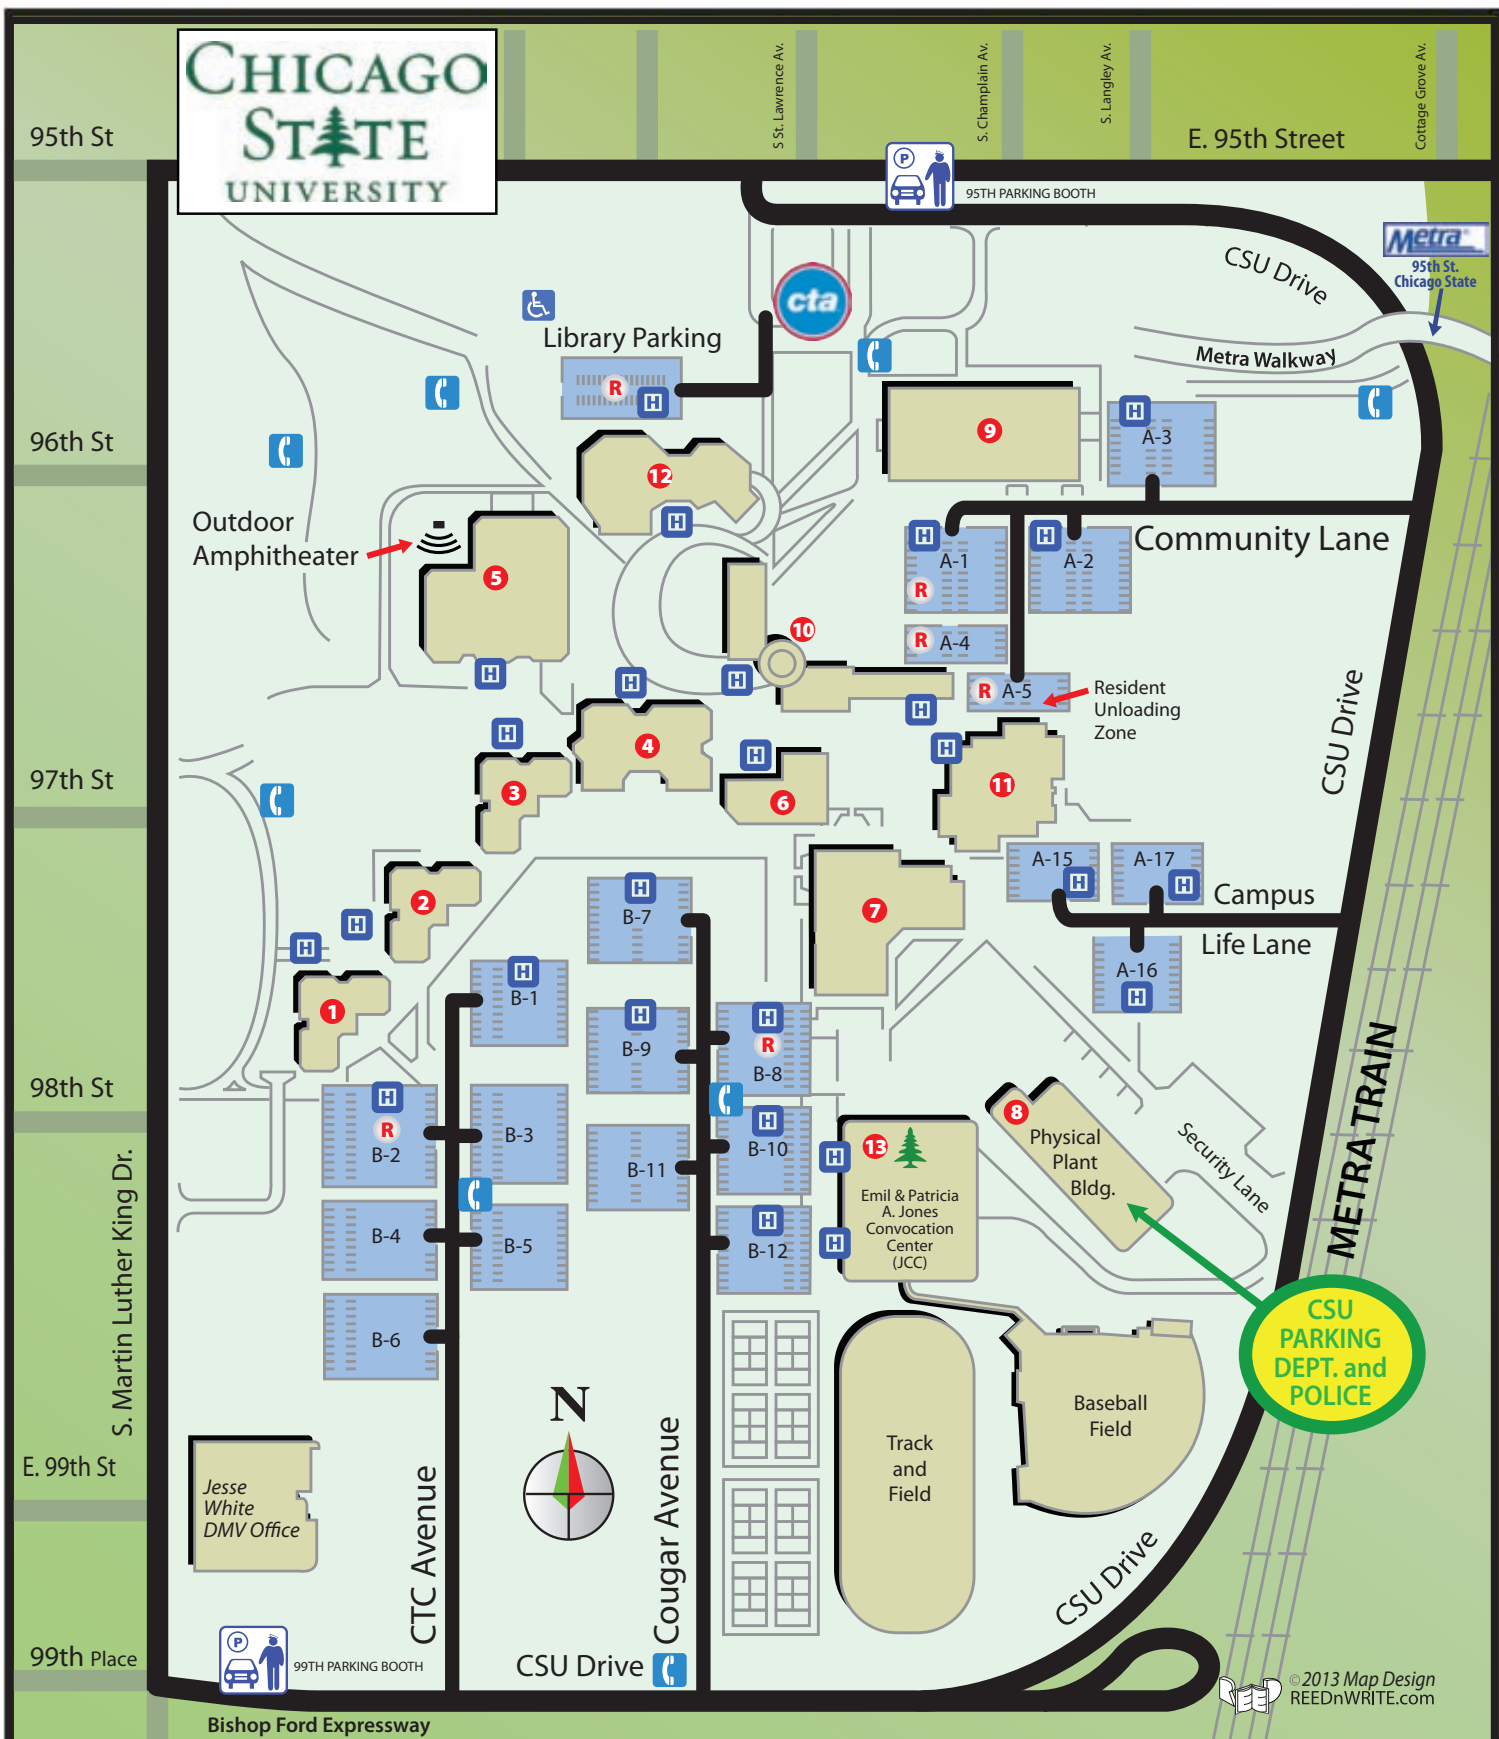 CHICAGO
STATE
UNIVERSITY
S St. Lawrence Av.
S. Champlain Av.
S. Langley Av.
Cottage Grove Av.
95th St
E. 95th Street
P
95TH PARKING BOOTH
Metra
95th St.
Chicago State
CSU Drive
cta
Library Parking
Metra Walkway
R
H
96th St
9
H
A-3
12
H
Outdoor
Amphitheater
5
H
A-1
R
H
A-2
Community Lane
10
R
A-4
H
H
H
R
A-5
Resident
Unloading
Zone
H
CSU Drive
H
4
H
H
97th St
3
6
11
2
H
B-7
7
A-15
H
A-17
H
Campus
Life Lane
H
H
1
H
B-1
A-16
H
H
B-9
H
R
B-8
98th St
H
R
B-2
B-3
B-11
H
B-10
H
13
8
Physical
Plant
Bldg.
Security Lane
METRA TRAIN
Emil & Patricia
A. Jones
Convocation
Center
(JCC)
B-4
B-5
H
B-12
H
S. Martin Luther King Dr.
B-6
CSU
PARKING
DEPT. and
POLICE
N
Baseball
Field
Track
and
Field
E. 99th St
Jesse
White
DMV Office
CTC Avenue
Cougar Avenue
CSU Drive
99th Place
P
99TH PARKING BOOTH
CSU Drive
©2013 Map Design
REEDnWRITE.com
Bishop Ford Expressway